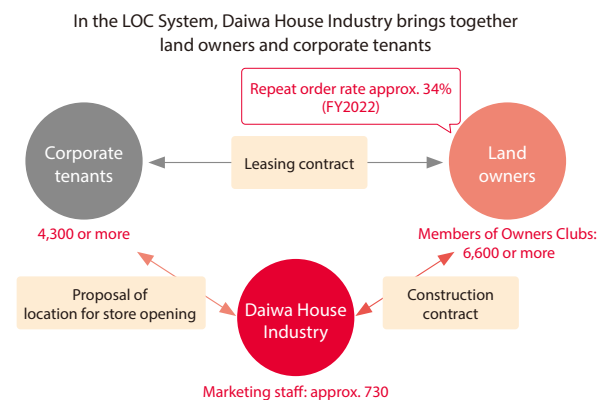 In the LOC System, Daiwa House Industry brings together
land owners and corporate tenants
Repeat order rate approx. 34%
(FY2022)
Corporate
tenants
Leasing contract
Land
owners
4,300 or more
Members of Owners Clubs:
6,600 or more
Proposal of
location for store opening
Daiwa House
Industry
Construction
contract
Marketing staff: approx. 730